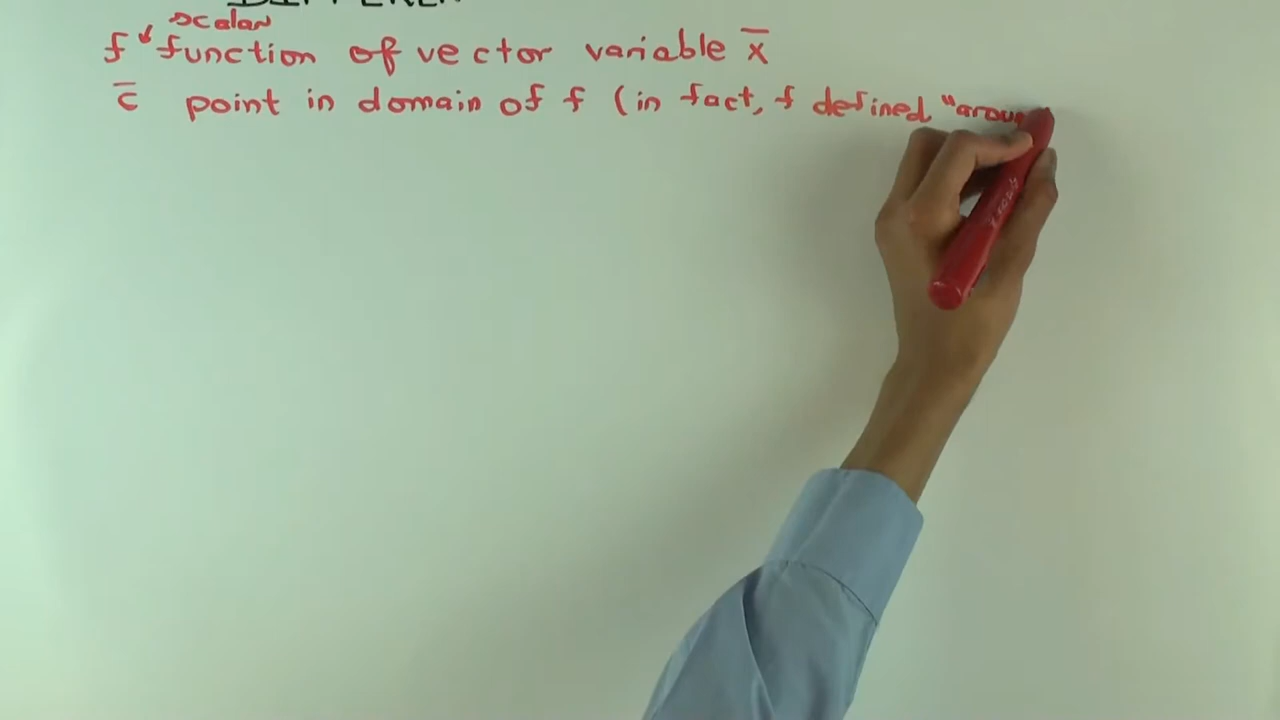 scalar
f function of vector variable x̄
c̄ point in domain of f (in fact, f defined "arou